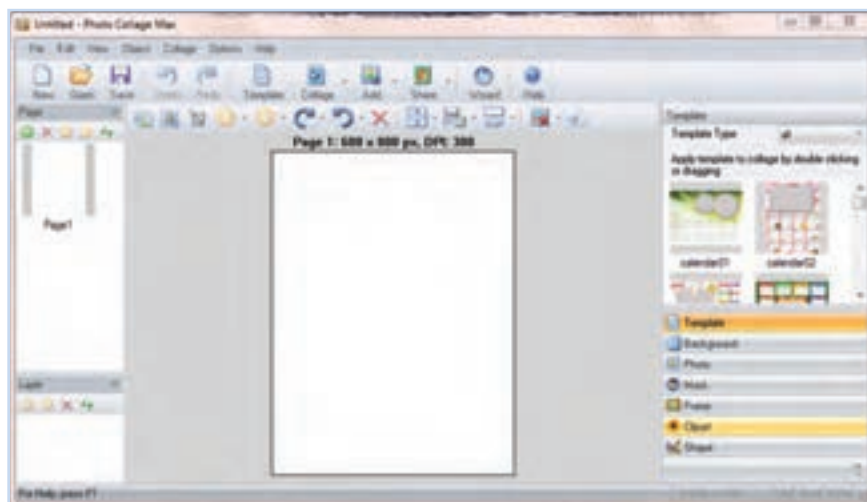 Untitled - Photo Collage Max
File Edit View Object Collage Options Help
New Open Save Undo Redo Template Collage Add Share Wizard Help
Page
Page 1: 600 x 800 px, DPI: 300
Page1
Template
Template Type all
Apply template to collage by double clicking
or dragging
calendar01 calendar02
Template
Background
Photo
Mask
Frame
Clipart
Shape
Layer
For Help, press F1